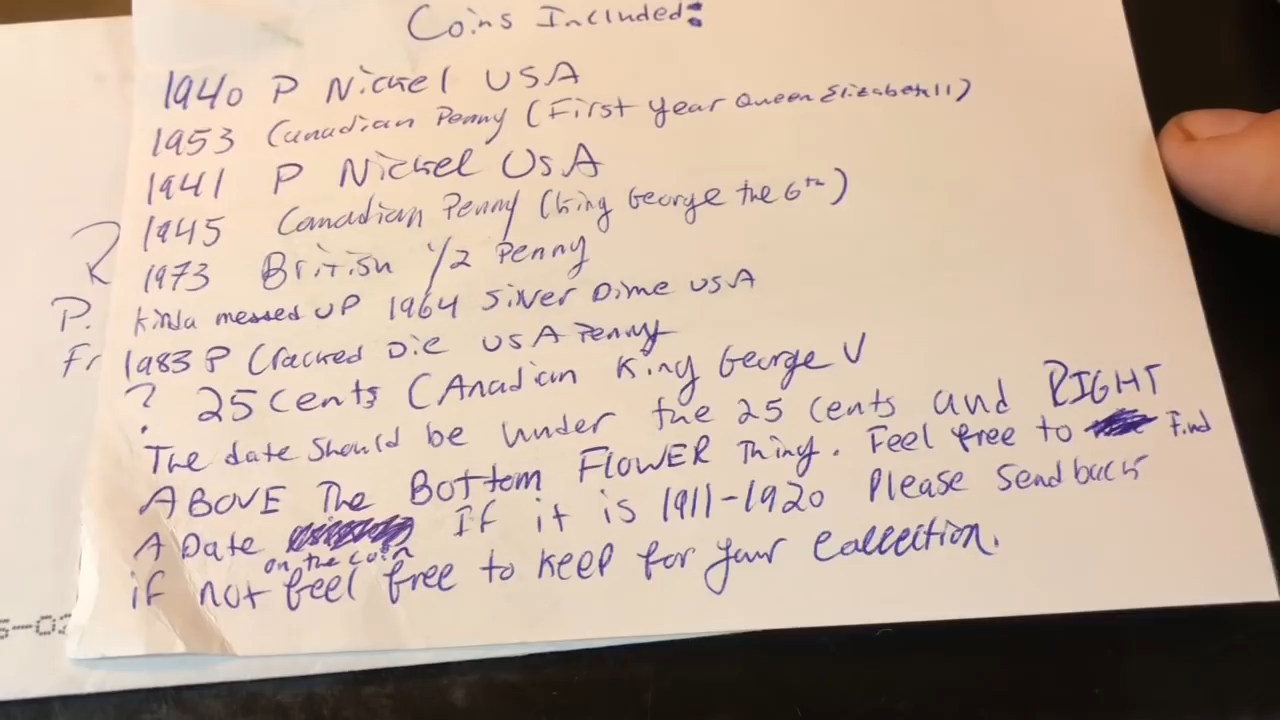 Coins Included:
1940 P Nickel USA
1953 Canadian Penny (First year Queen Elizabeth II)
1941 P Nickel USA
1945 Canadian Penny (King George the 6th)
1973 British 1/2 Penny
Kinda messed UP 1964 Silver Dime USA
1983 P Cracked Die USA Penny
? 25 cents CAnadian King George V
The date should be under the 25 cents and RIGHT
ABOVE The Bottom FLOWER Thing. Feel free to Find
A Date on the coin If it is 1911-1920 Please Send back
if not feel free to keep for your collection.
R
P.
Fr
5-02